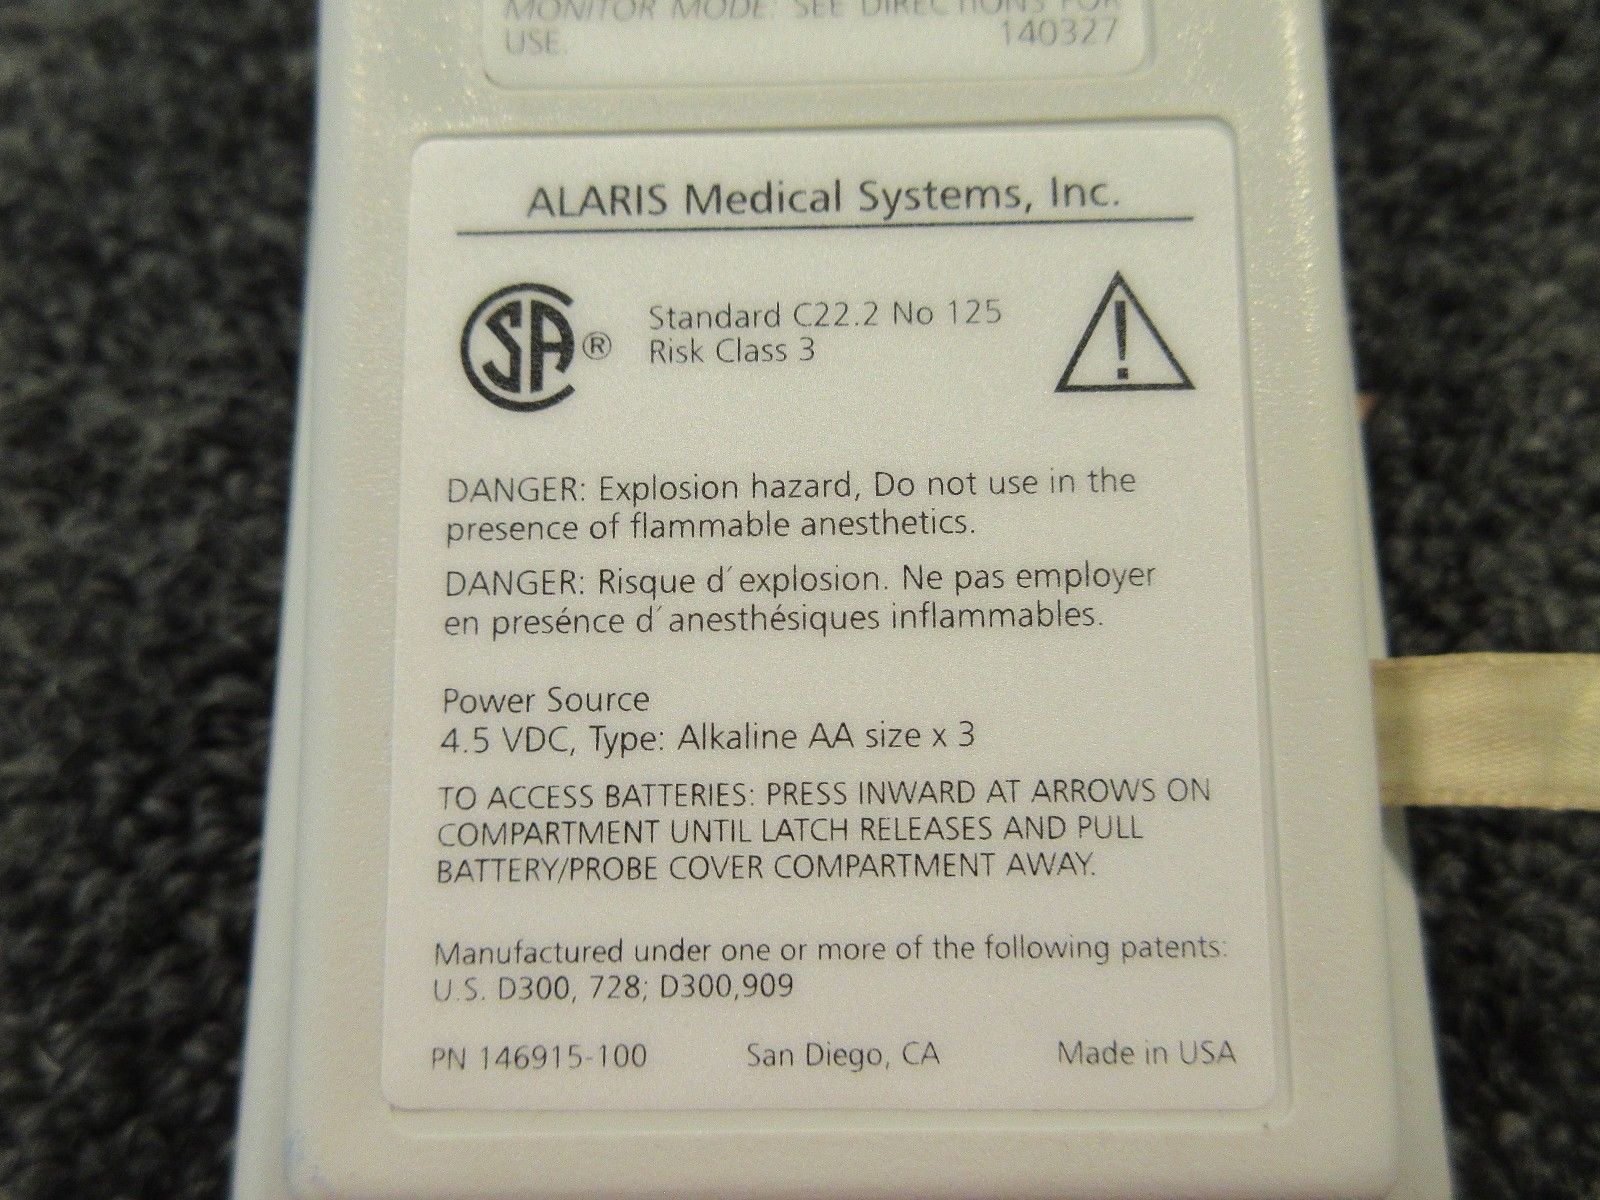 MONITOR MODE: SEE DIRECTIONS FOR
USE. 140327
ALARIS Medical Systems, Inc.
SA ® Standard C22.2 No 125
Risk Class 3
!
DANGER: Explosion hazard, Do not use in the
presence of flammable anesthetics.
DANGER: Risque d´explosion. Ne pas employer
en presénce d´anesthésiques inflammables.
Power Source
4.5 VDC, Type: Alkaline AA size x 3
TO ACCESS BATTERIES: PRESS INWARD AT ARROWS ON
COMPARTMENT UNTIL LATCH RELEASES AND PULL
BATTERY/PROBE COVER COMPARTMENT AWAY.
Manufactured under one or more of the following patents:
U.S. D300, 728; D300,909
PN 146915-100 San Diego, CA Made in USA